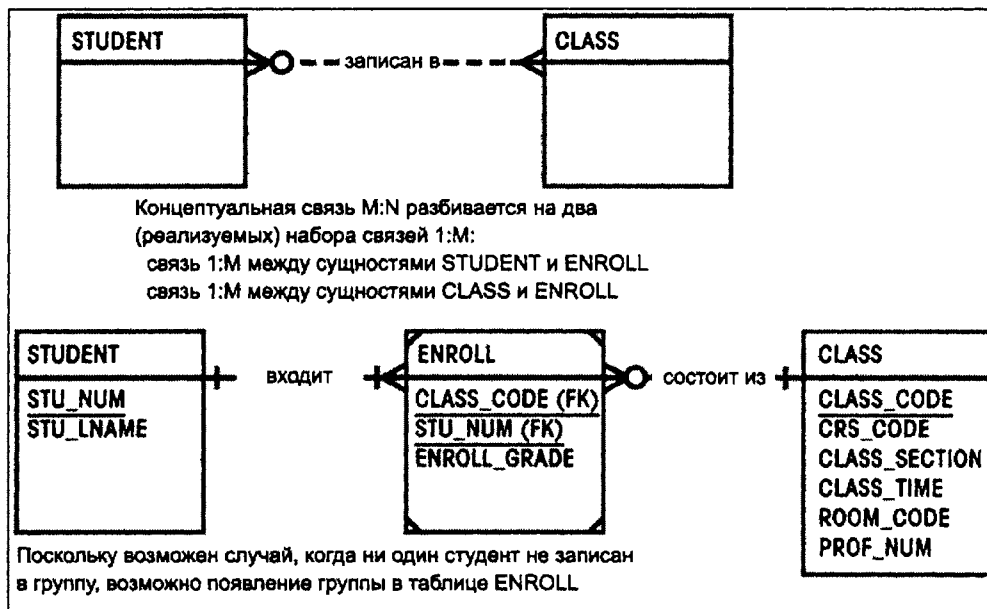 STUDENT
записан в
CLASS
Концептуальная связь M:N разбивается на два
(реализуемых) набора связей 1:M:
связь 1:M между сущностями STUDENT и ENROLL
связь 1:M между сущностями CLASS и ENROLL
STUDENT
STU_NUM
STU_LNAME
входит
ENROLL
CLASS_CODE (FK)
STU_NUM (FK)
ENROLL_GRADE
состоит из
CLASS
CLASS_CODE
CRS_CODE
CLASS_SECTION
CLASS_TIME
ROOM_CODE
PROF_NUM
Поскольку возможен случай, когда ни один студент не записан
в группу, возможно появление группы в таблице ENROLL